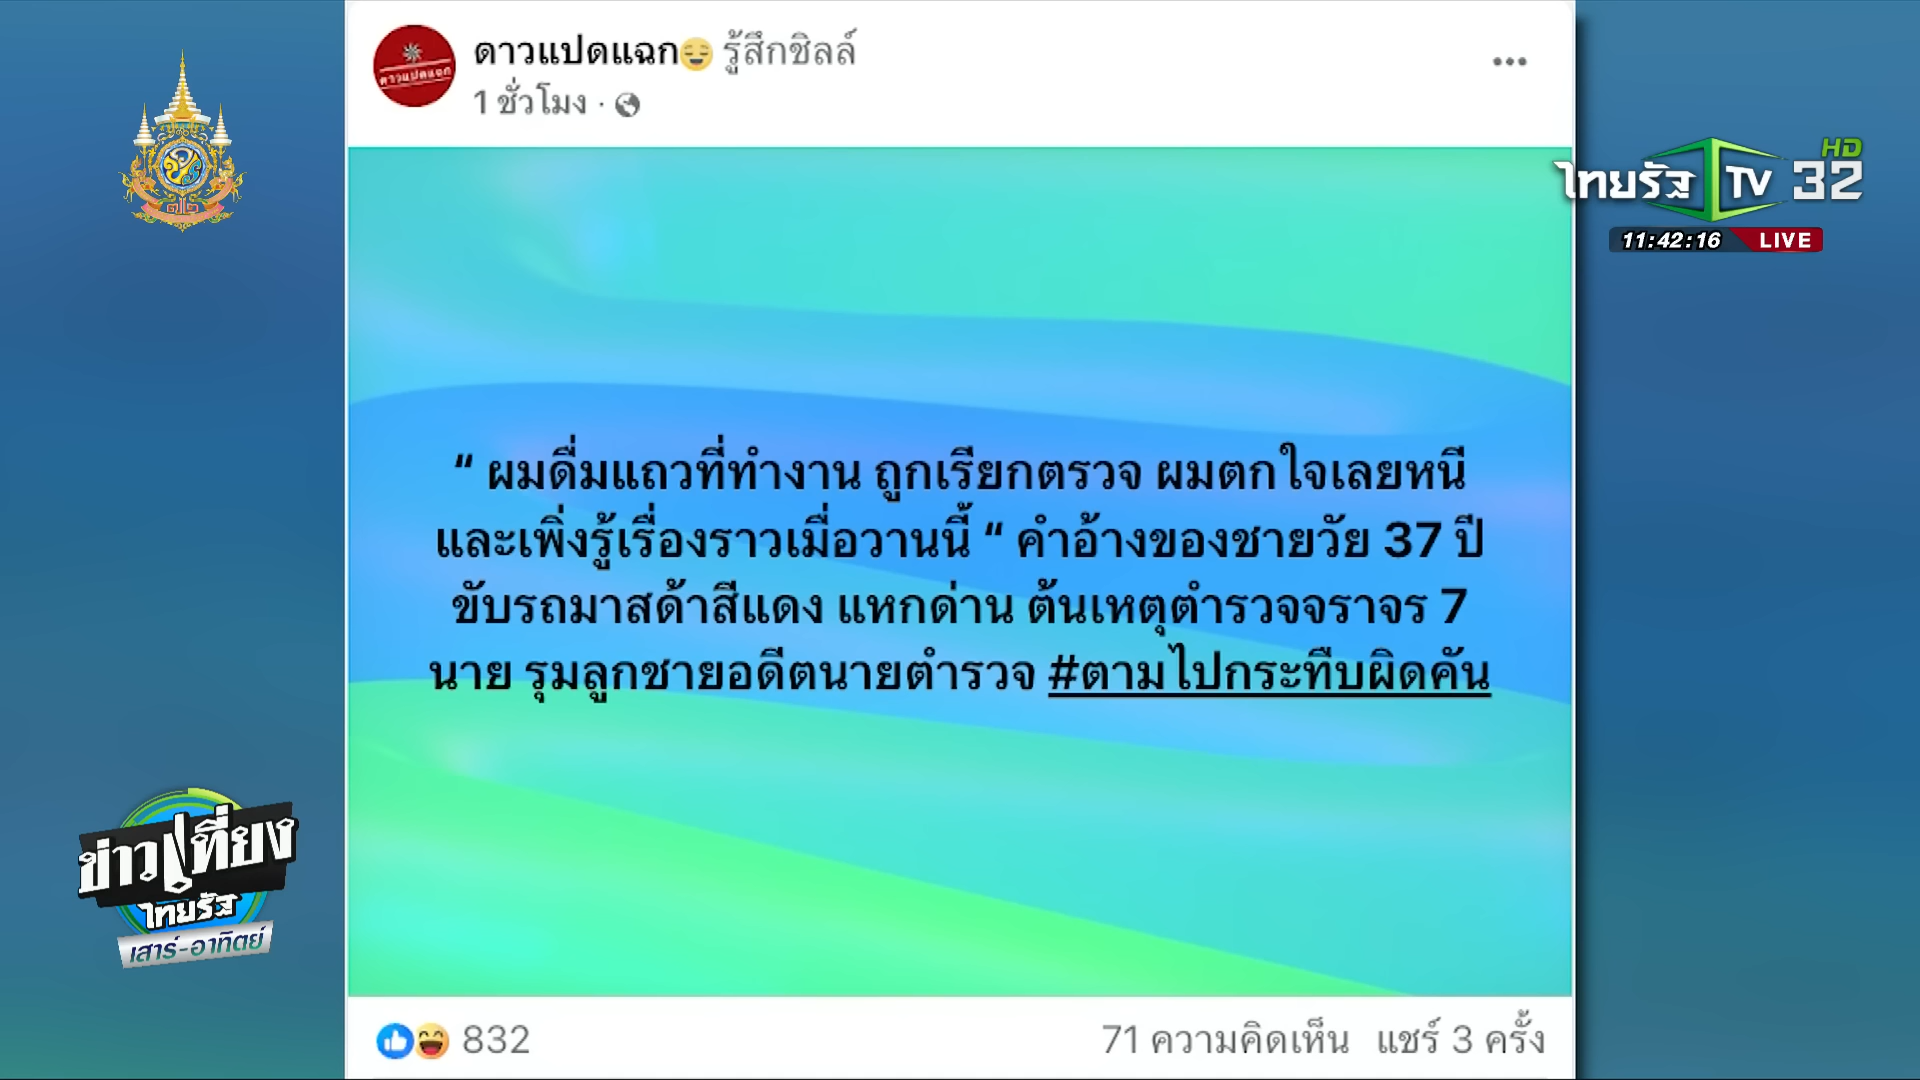 ดาวแปดแฉก😌 รู้สึกชิลล์
1 ชั่วโมง ·
ดาวแปดแฉก
ไทยรัฐ TV 32 HD
11:42:16 LIVE
“ ผมดื่มแถวที่ทำงาน ถูกเรียกตรวจ ผมตกใจเลยหนี
และเพิ่งรู้เรื่องราวเมื่อวานนี้ “ คำอ้างของชายวัย 37 ปี
ขับรถมาสด้าสีแดง แหกด่าน ต้นเหตุตำรวจจราจร 7
นาย รุมลูกชายอดีตนายตำรวจ #ตามไปกระทืบผิดคัน
ข่าวเที่ยง
ไทยรัฐ
เสาร์-อาทิตย์
832
71 ความคิดเห็น แชร์ 3 ครั้ง